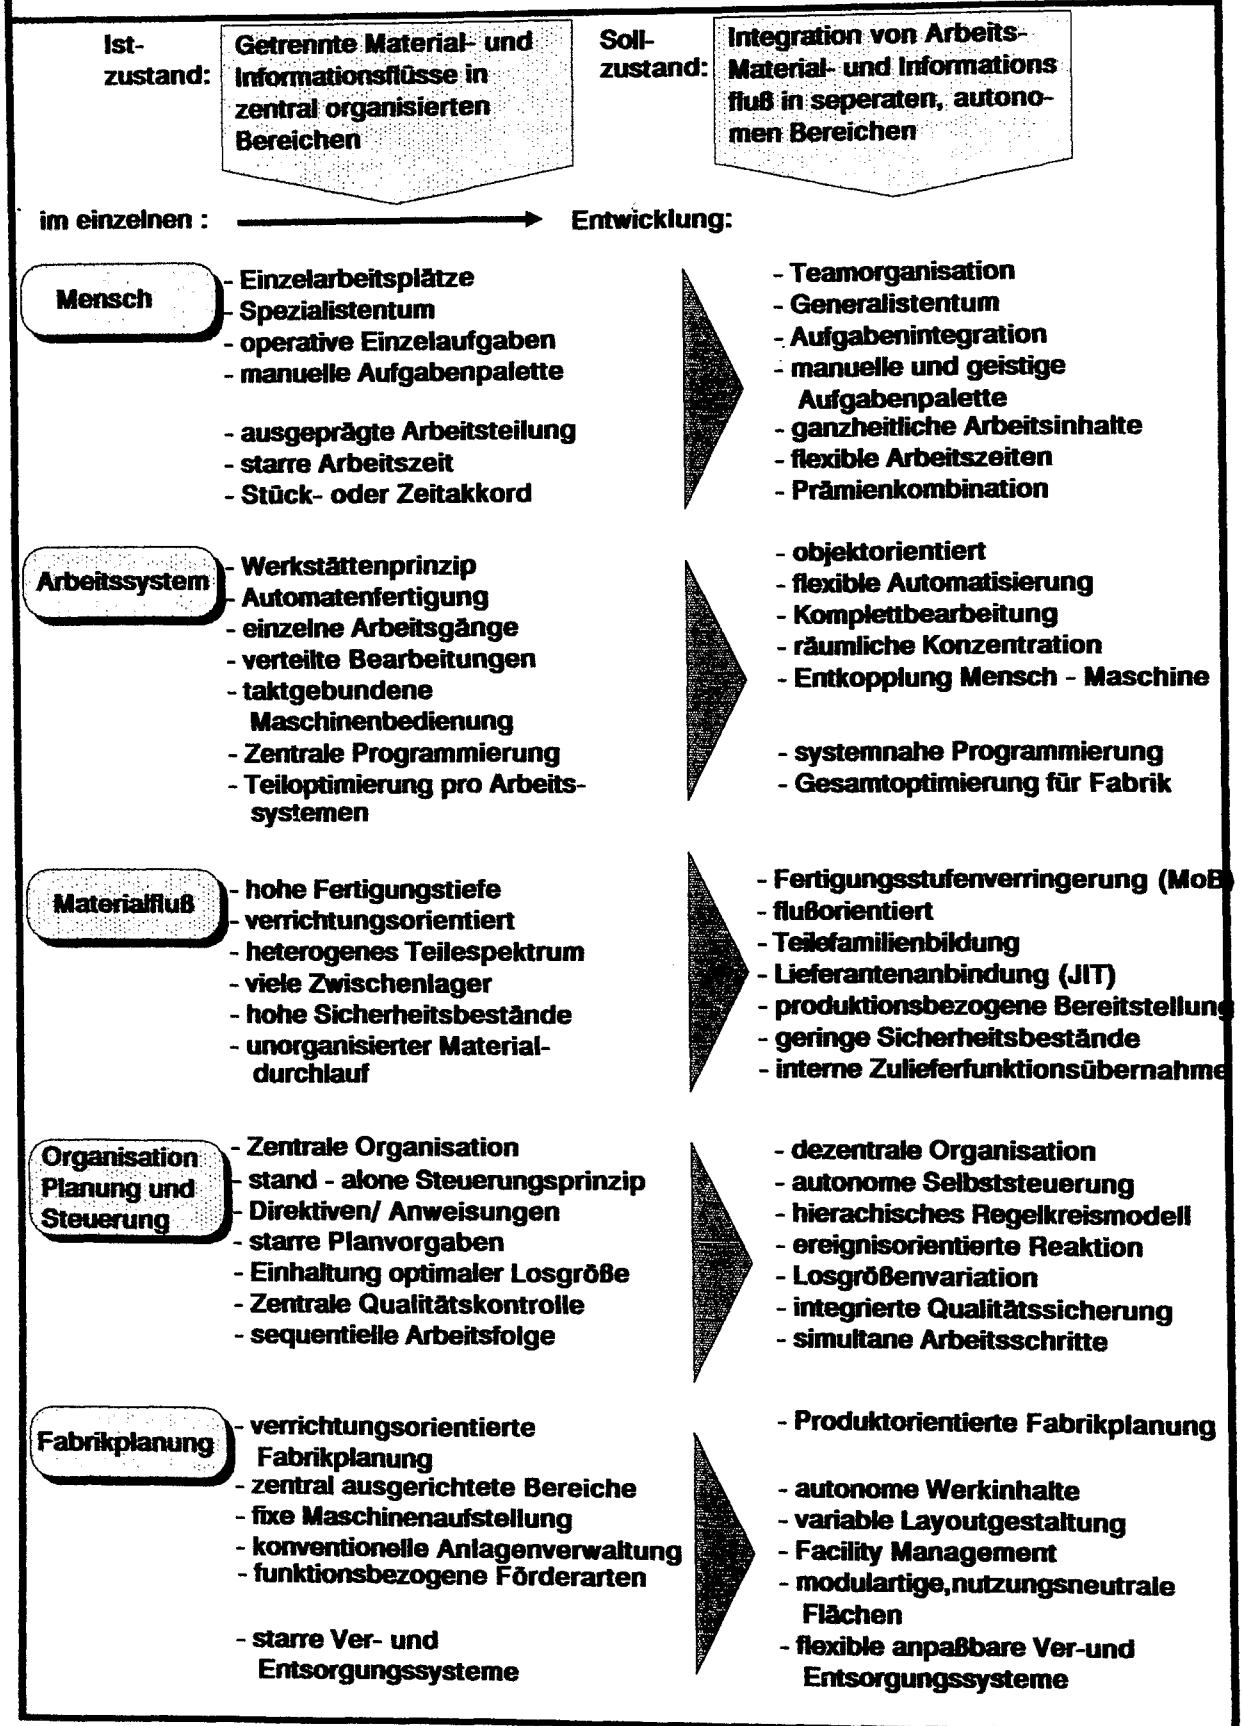 Ist-
zustand:
Getrennte Material- und
Informationsflüsse in
zentral organisierten
Bereichen
Soll-
zustand:
Integration von Arbeits-
Material- und Informations
fluß in seperaten, autono-
men Bereichen
im einzelnen :
Entwicklung:
Mensch
- Einzelarbeitsplätze
- Spezialistentum
- operative Einzelaufgaben
- manuelle Aufgabenpalette
- ausgeprägte Arbeitsteilung
- starre Arbeitszeit
- Stück- oder Zeitakkord
- Teamorganisation
- Generalistentum
- Aufgabenintegration
- manuelle und geistige
Aufgabenpalette
- ganzheitliche Arbeitsinhalte
- flexible Arbeitszeiten
- Prämienkombination
Arbeitssystem
- Werkstättenprinzip
- Automatenfertigung
- einzelne Arbeitsgänge
- verteilte Bearbeitungen
- taktgebundene
Maschinenbedienung
- Zentrale Programmierung
- Teiloptimierung pro Arbeits-
systemen
- objektorientiert
- flexible Automatisierung
- Komplettbearbeitung
- räumliche Konzentration
- Entkopplung Mensch - Maschine
- systemnahe Programmierung
- Gesamtoptimierung für Fabrik
Materialfluß
- hohe Fertigungstiefe
- verrichtungsorientiert
- heterogenes Teilespektrum
- viele Zwischenlager
- hohe Sicherheitsbestände
- unorganisierter Material-
durchlauf
- Fertigungsstufenverringerung (MoB)
- flußorientiert
- Teilefamilienbildung
- Lieferantenanbindung (JIT)
- produktionsbezogene Bereitstellung
- geringe Sicherheitsbestände
- interne Zulieferfunktionsübernahme
Organisation
Planung und
Steuerung
- Zentrale Organisation
- stand - alone Steuerungsprinzip
- Direktiven/ Anweisungen
- starre Planvorgaben
- Einhaltung optimaler Losgröße
- Zentrale Qualitätskontrolle
- sequentielle Arbeitsfolge
- dezentrale Organisation
- autonome Selbststeuerung
- hierachisches Regelkreismodell
- ereignisorientierte Reaktion
- Losgrößenvariation
- integrierte Qualitätssicherung
- simultane Arbeitsschritte
Fabrikplanung
- verrichtungsorientierte
Fabrikplanung
- zentral ausgerichtete Bereiche
- fixe Maschinenaufstellung
- konventionelle Anlagenverwaltung
- funktionsbezogene Förderarten
- starre Ver- und
Entsorgungssysteme
- Produktorientierte Fabrikplanung
- autonome Werkinhalte
- variable Layoutgestaltung
- Facility Management
- modulartige,nutzungsneutrale
Flächen
- flexible anpaßbare Ver-und
Entsorgungssysteme